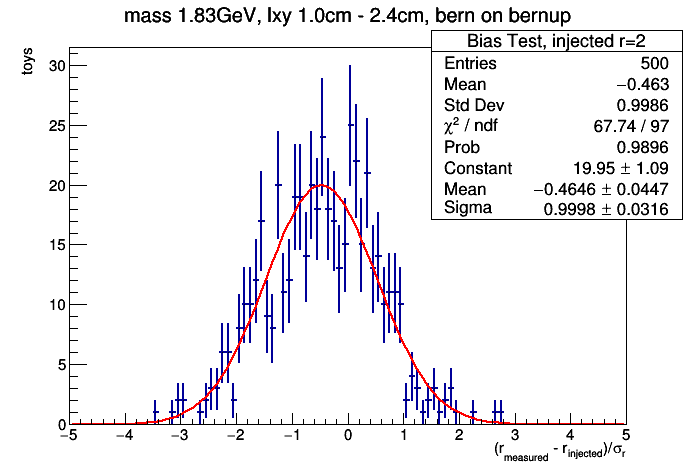 mass 1.83GeV, lxy 1.0cm - 2.4cm, bern on bernup
Bias Test, injected r=2
Entries 500
Mean −0.463
Std Dev 0.9986
χ² / ndf 67.74 / 97
Prob 0.9896
Constant 19.95 ± 1.09
Mean −0.4646 ± 0.0447
Sigma 0.9998 ± 0.0316
toys
30
25
20
15
10
5
0
−5 −4 −3 −2 −1 0 1 2 3 4 5
(r_measured - r_injected)/σ_r